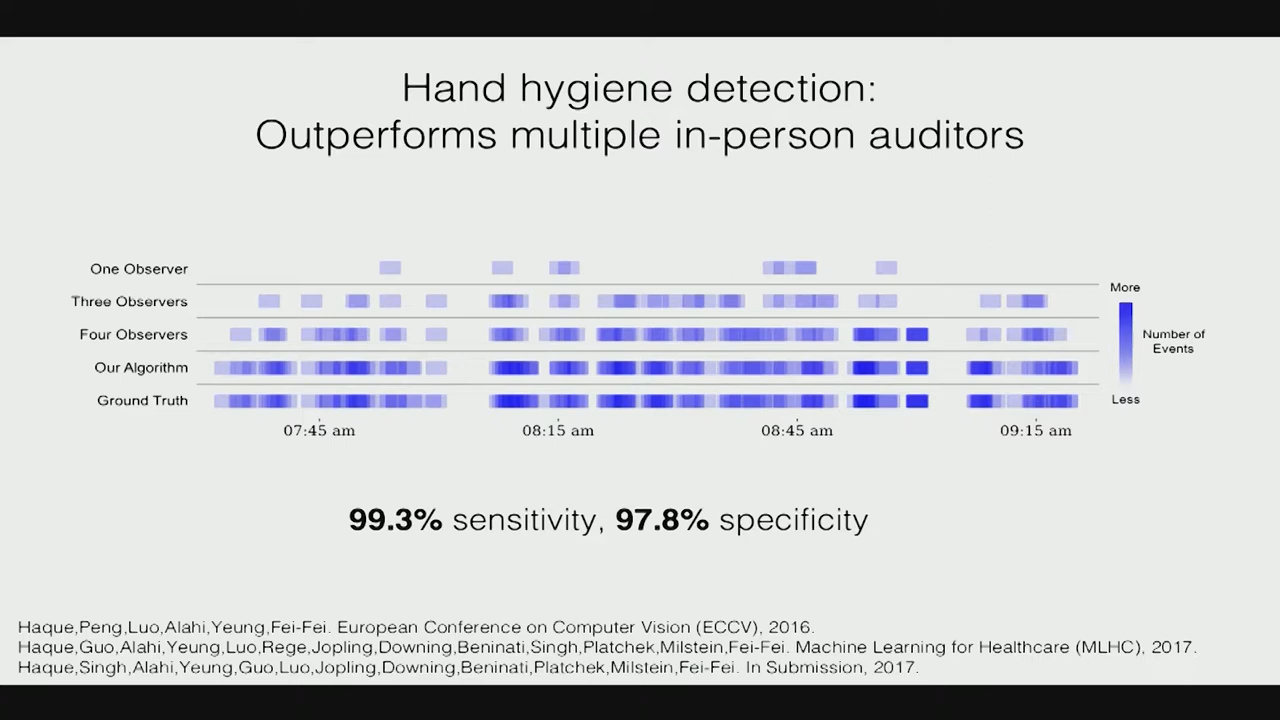 Hand hygiene detection:
Outperforms multiple in-person auditors
One Observer
Three Observers
Four Observers
Our Algorithm
Ground Truth
07:45 am
08:15 am
08:45 am
09:15 am
More
Number of
Events
Less
99.3% sensitivity, 97.8% specificity
Haque,Peng,Luo,Alahi,Yeung,Fei-Fei. European Conference on Computer Vision (ECCV), 2016.
Haque,Guo,Alahi,Yeung,Luo,Rege,Jopling,Downing,Beninati,Singh,Platchek,Milstein,Fei-Fei. Machine Learning for Healthcare (MLHC), 2017.
Haque,Singh,Alahi,Yeung,Guo,Luo,Jopling,Downing,Beninati,Platchek,Milstein,Fei-Fei. In Submission, 2017.